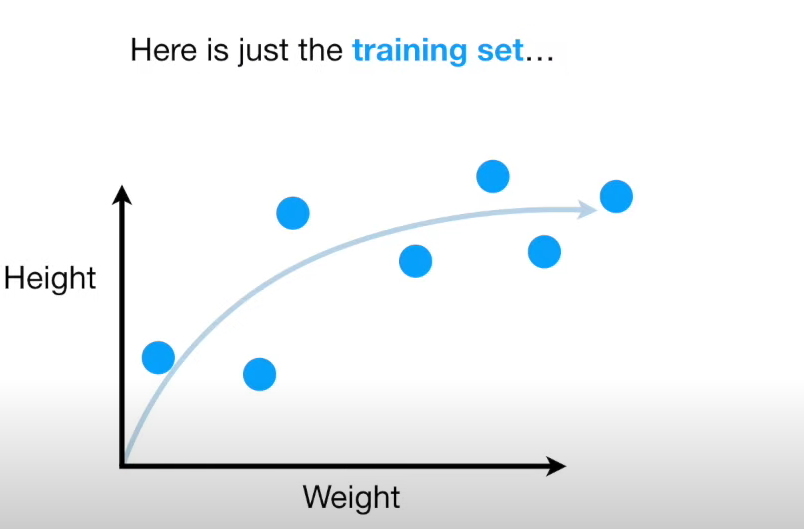 Here is just the training set...
Height
Weight